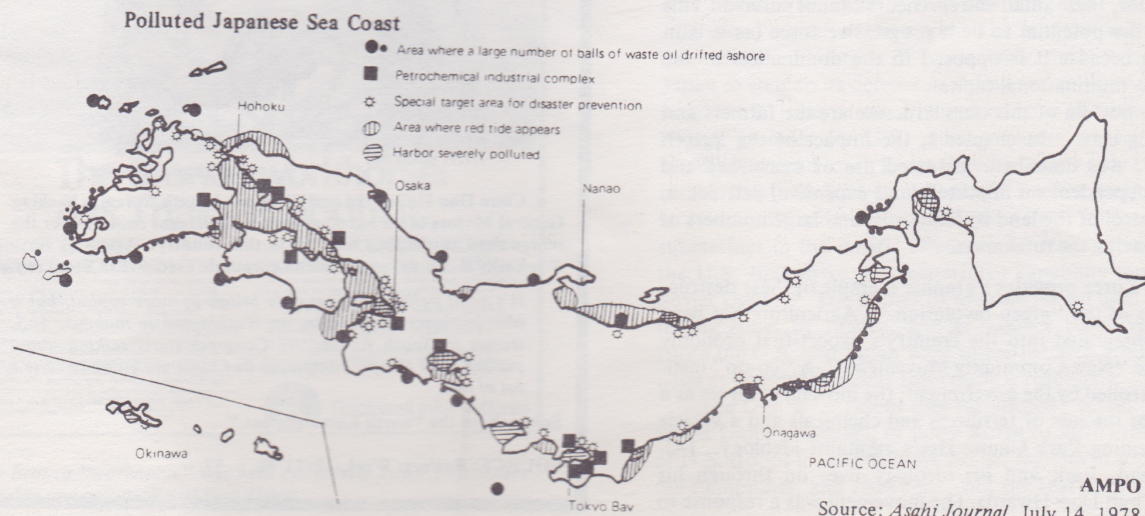 Polluted Japanese Sea Coast
Area where a large number of balls of waste oil drifted ashore
Petrochemical industrial complex
Special target area for disaster prevention
Area where red tide appears
Harbor severely polluted
Hohoku
Osaka
Nanao
Okinawa
Onagawa
PACIFIC OCEAN
Tokyo Bay
AMPO
Source: Asahi Journal, July 14, 1978